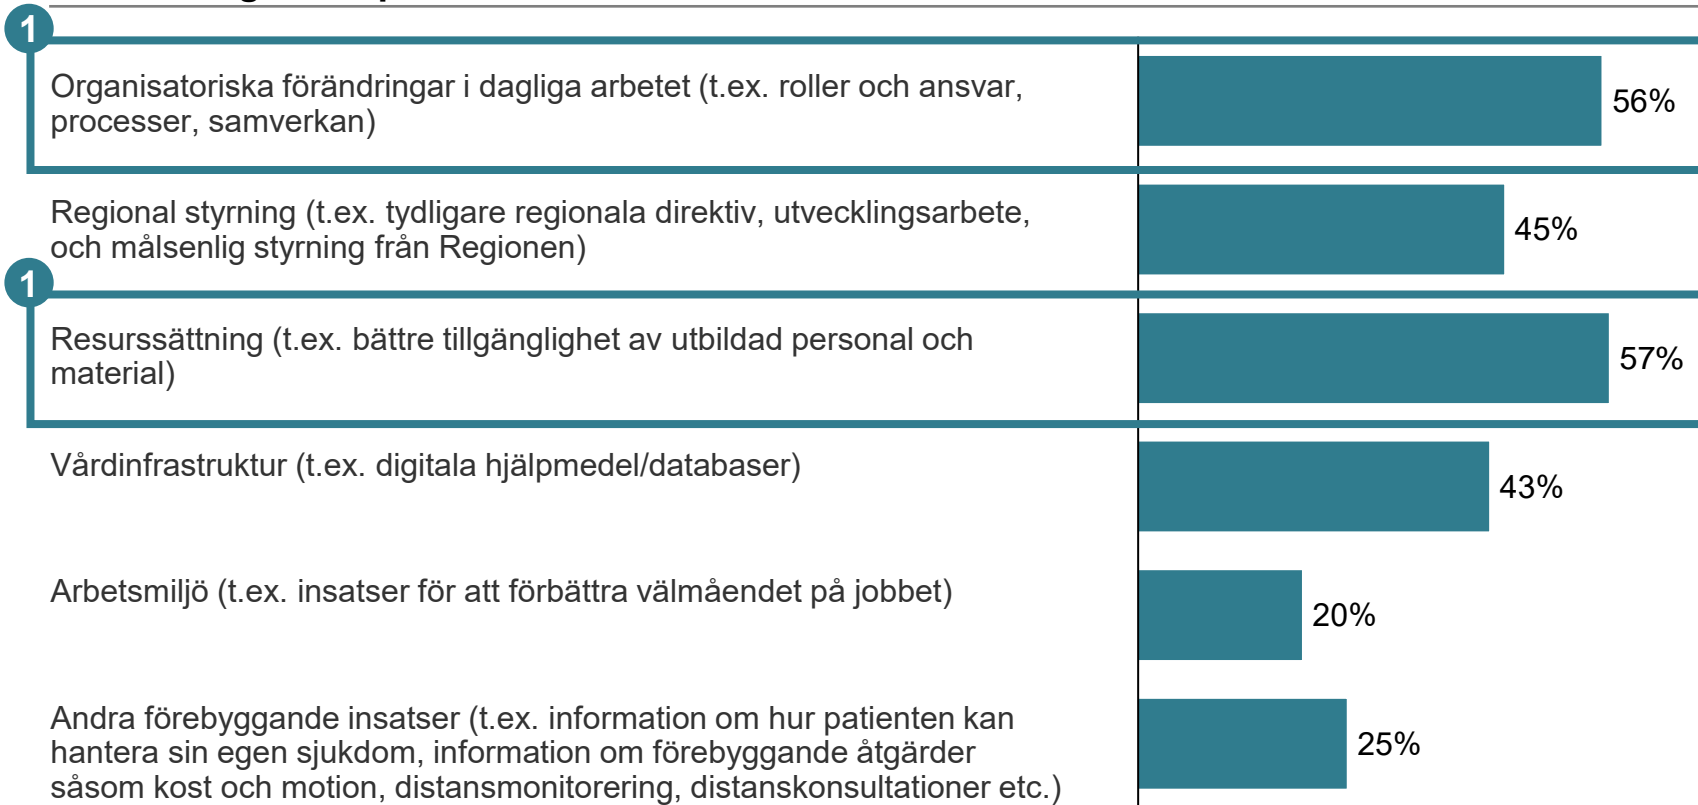 1
Organisatoriska förändringar i dagliga arbetet (t.ex. roller och ansvar,
processer, samverkan)
56%
Regional styrning (t.ex. tydligare regionala direktiv, utvecklingsarbete,
och målsenlig styrning från Regionen)
45%
1
Resurssättning (t.ex. bättre tillgänglighet av utbildad personal och
material)
57%
Vårdinfrastruktur (t.ex. digitala hjälpmedel/databaser)
43%
Arbetsmiljö (t.ex. insatser för att förbättra välmåendet på jobbet)
20%
Andra förebyggande insatser (t.ex. information om hur patienten kan
hantera sin egen sjukdom, information om förebyggande åtgärder
såsom kost och motion, distansmonitorering, distanskonsultationer etc.)
25%